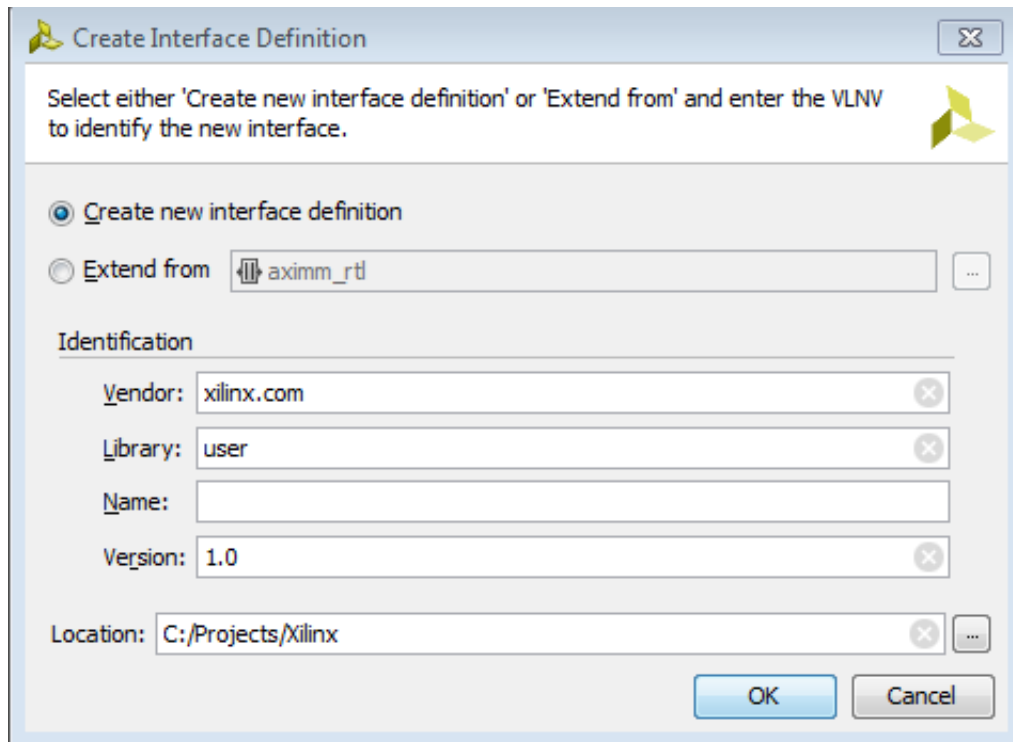 Create Interface Definition
Select either 'Create new interface definition' or 'Extend from' and enter the VLNV
to identify the new interface.
Create new interface definition
Extend from aximm_rtl ...
Identification
Vendor: xilinx.com
Library: user
Name:
Version: 1.0
Location: C:/Projects/Xilinx ...
OK Cancel